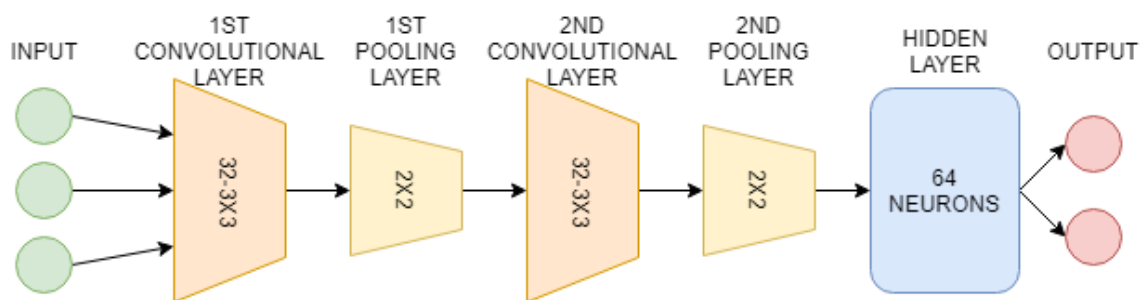 INPUT
1ST
CONVOLUTIONAL
LAYER
1ST
POOLING
LAYER
2ND
CONVOLUTIONAL
LAYER
2ND
POOLING
LAYER
HIDDEN
LAYER
OUTPUT
32-3X3
2X2
32-3X3
2X2
64
NEURONS